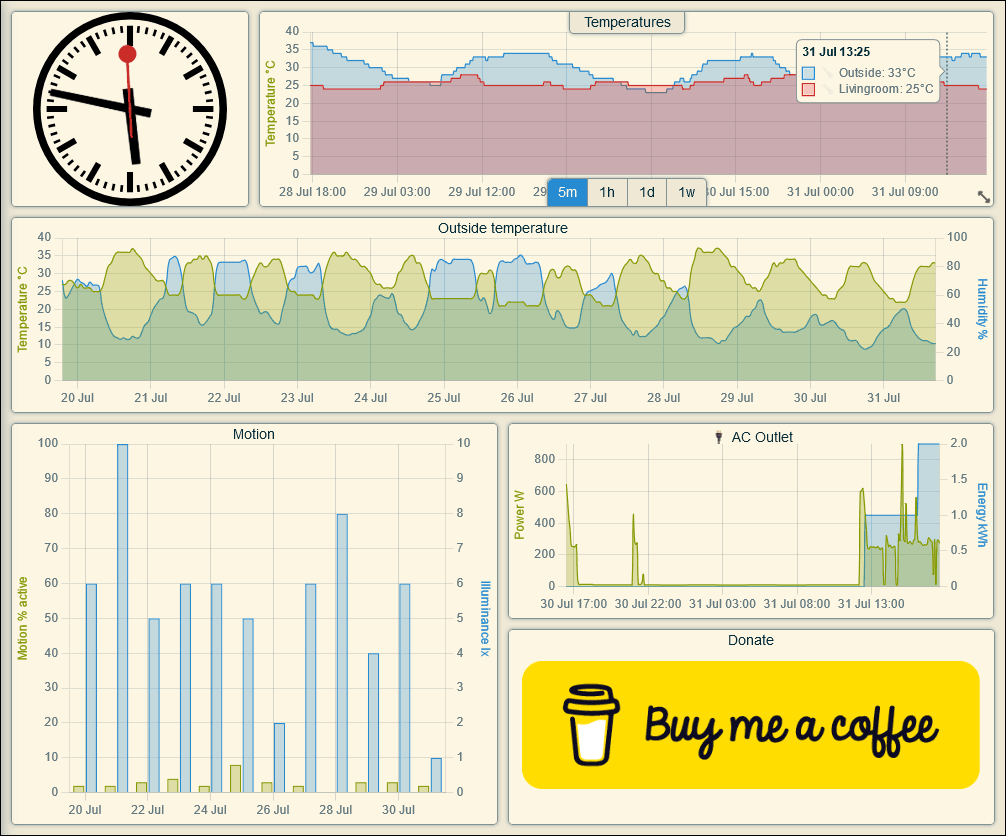 Temperatures
40
35
30
25
20
15
10
5
0
Temperature °C
31 Jul 13:25
Outside: 33°C
Livingroom: 25°C
28 Jul 18:00 29 Jul 03:00 29 Jul 12:00 29 30 Jul 15:00 31 Jul 00:00 31 Jul 09:00
5m 1h 1d 1w
Outside temperature
40
35
30
25
20
15
10
5
0
Temperature °C
100
80
60
40
20
0
Humidity %
20 Jul 21 Jul 22 Jul 23 Jul 24 Jul 25 Jul 26 Jul 27 Jul 28 Jul 29 Jul 30 Jul 31 Jul
Motion
100
90
80
70
60
50
40
30
20
10
0
Motion % active
10
9
8
7
6
5
4
3
2
1
0
Illuminance lx
20 Jul 22 Jul 24 Jul 26 Jul 28 Jul 30 Jul
AC Outlet
800
600
400
200
0
Power W
2.0
1.5
1.0
0.5
0
Energy kWh
30 Jul 17:00 30 Jul 22:00 31 Jul 03:00 31 Jul 08:00 31 Jul 13:00
Donate
Buy me a coffee